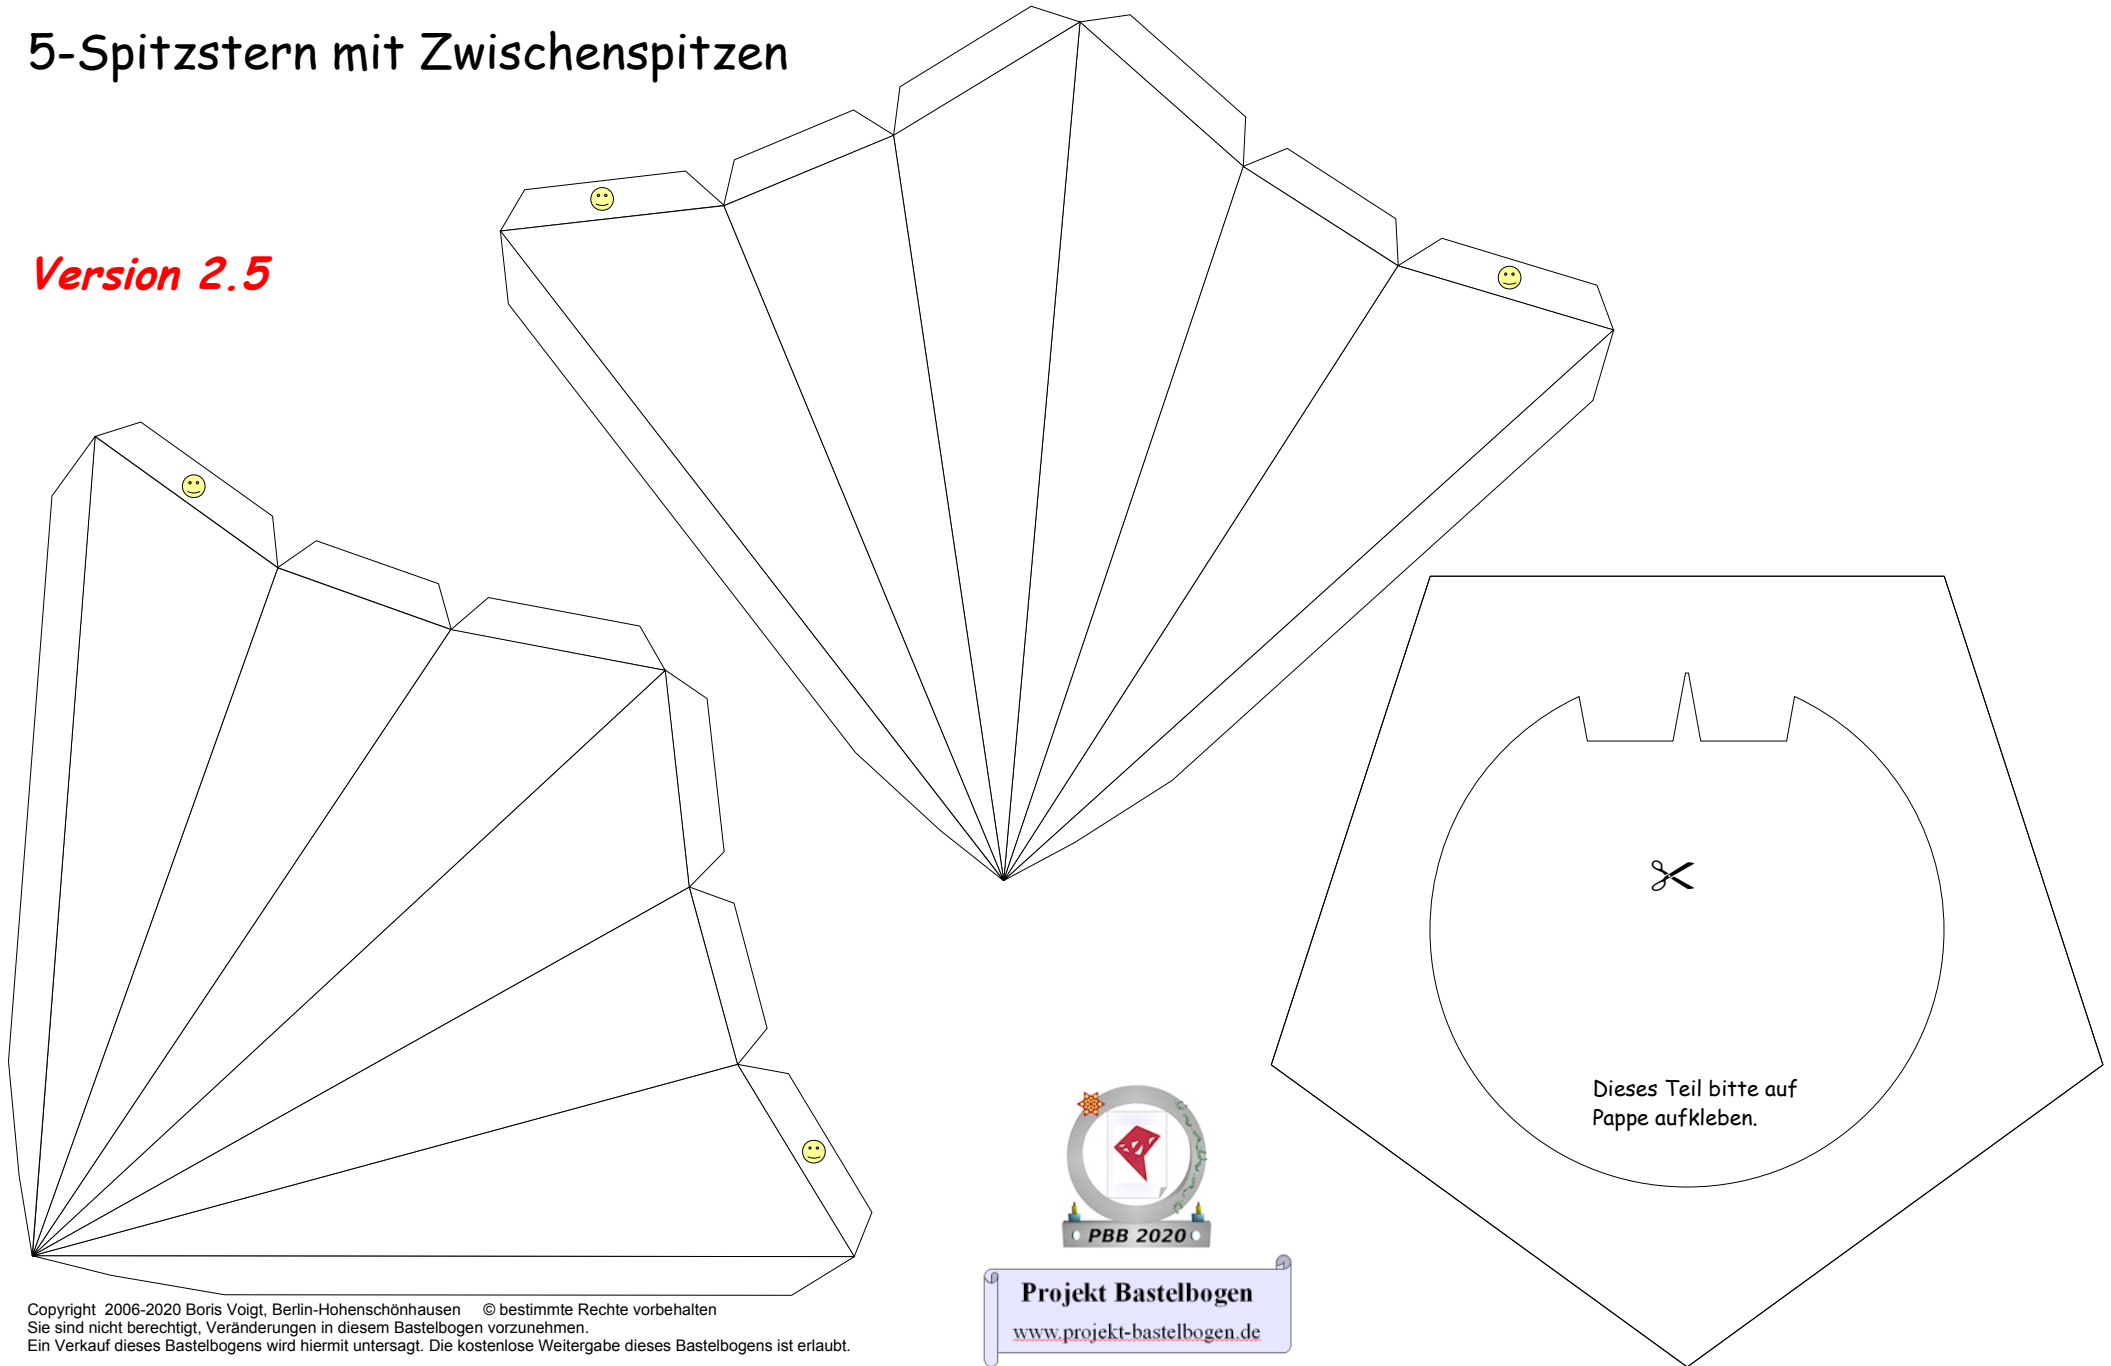 5-Spitzstern mit Zwischenspitzen
Version 2.5
Dieses Teil bitte auf
Pappe aufkleben.
PBB 2020
Projekt Bastelbogen
www.projekt-bastelbogen.de
Copyright 2006-2020 Boris Voigt, Berlin-Hohenschönhausen © bestimmte Rechte vorbehalten
Sie sind nicht berechtigt, Veränderungen in diesem Bastelbogen vorzunehmen.
Ein Verkauf dieses Bastelbogens wird hiermit untersagt. Die kostenlose Weitergabe dieses Bastelbogens ist erlaubt.